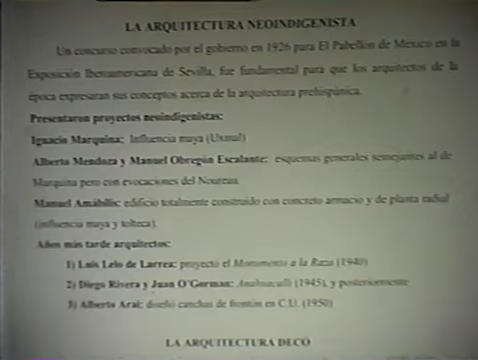 LA ARQUITECTURA NEOINDIGENISTA
Un concurso convocado por el gobierno en 1926 para El Pabellón de México en la
Exposición Iberoamericana de Sevilla, fue fundamental para que los arquitectos de la
época expresaran sus conceptos acerca de la arquitectura prehispánica.
Presentaron proyectos neoindigenistas:
Ignacio Marquina: Influencia maya (Uxmal)
Alberto Mendoza y Manuel Obregón Escalante: esquemas generales semejantes al de
Marquina pero con evocaciones del
Manuel Amábilis: edificio totalmente construido con concreto armado y de planta radial
(influencia maya y tolteca).
Años más tarde arquitectos:
1) Luis Lelo de Larrea: proyectó el Monumento a la Raza (1940)
2) Diego Rivera y Juan O'Gorman: Anahuacalli (1945), y posteriormente
3) Alberto Arai: diseñó canchas de frontón en C.U. (1950)
LA ARQUITECTURA DECÓ